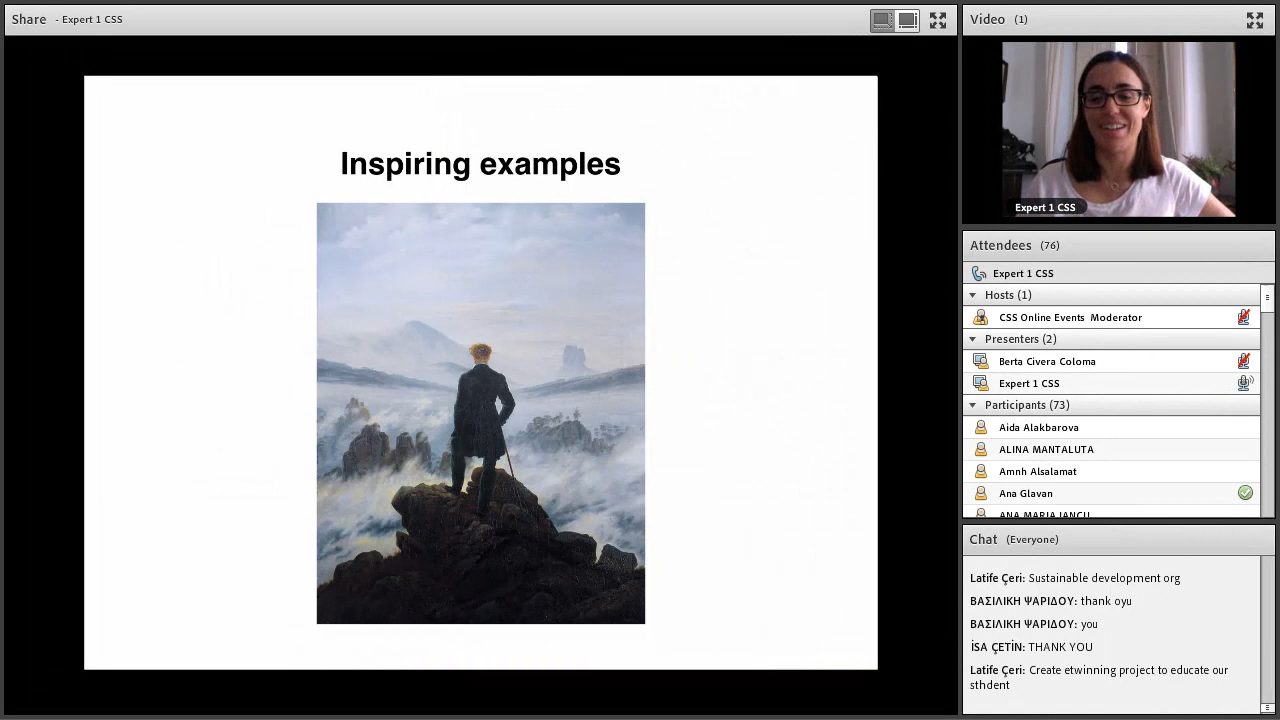 Share - Expert 1 CSS
Inspiring examples
Video (1)
Expert 1 CSS
Attendees (76)
Expert 1 CSS
Hosts (1)
CSS Online Events Moderator
Presenters (2)
Berta Civera Coloma
Expert 1 CSS
Participants (73)
Aida Alakbarova
ALINA MANTALUTA
Amnh Alsalamat
Ana Glavan
ANA MARIA IANCU
Chat (Everyone)
Latife Çeri: Sustainable development org
ΒΑΣΙΛΙΚΗ ΨΑΡΙΔΟΥ: thank oyu
ΒΑΣΙΛΙΚΗ ΨΑΡΙΔΟΥ: you
İSA ÇETİN: THANK YOU
Latife Çeri: Create etwinning project to educate our
sthdent